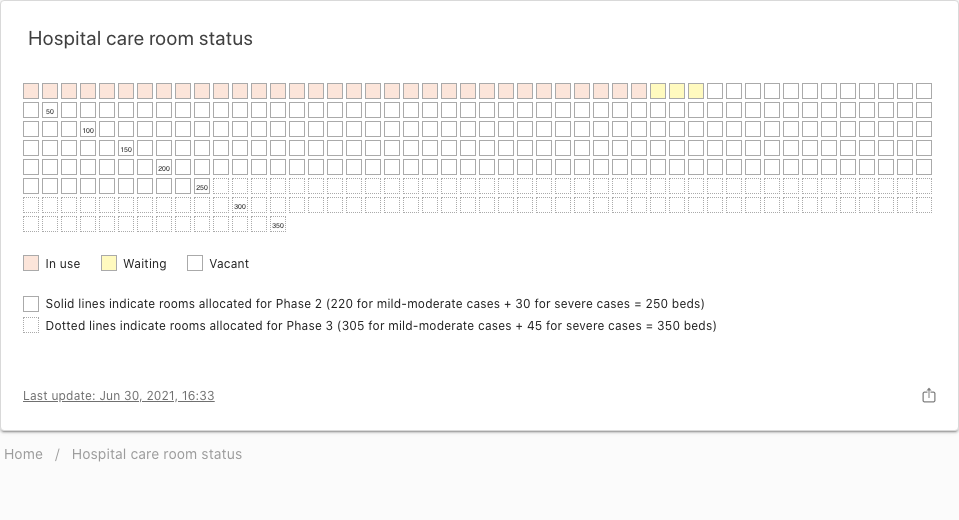 Hospital care room status
50
100
150
200
250
300
350
In use Waiting Vacant
Solid lines indicate rooms allocated for Phase 2 (220 for mild-moderate cases + 30 for severe cases = 250 beds)
Dotted lines indicate rooms allocated for Phase 3 (305 for mild-moderate cases + 45 for severe cases = 350 beds)
Last update: Jun 30, 2021, 16:33
Home / Hospital care room status